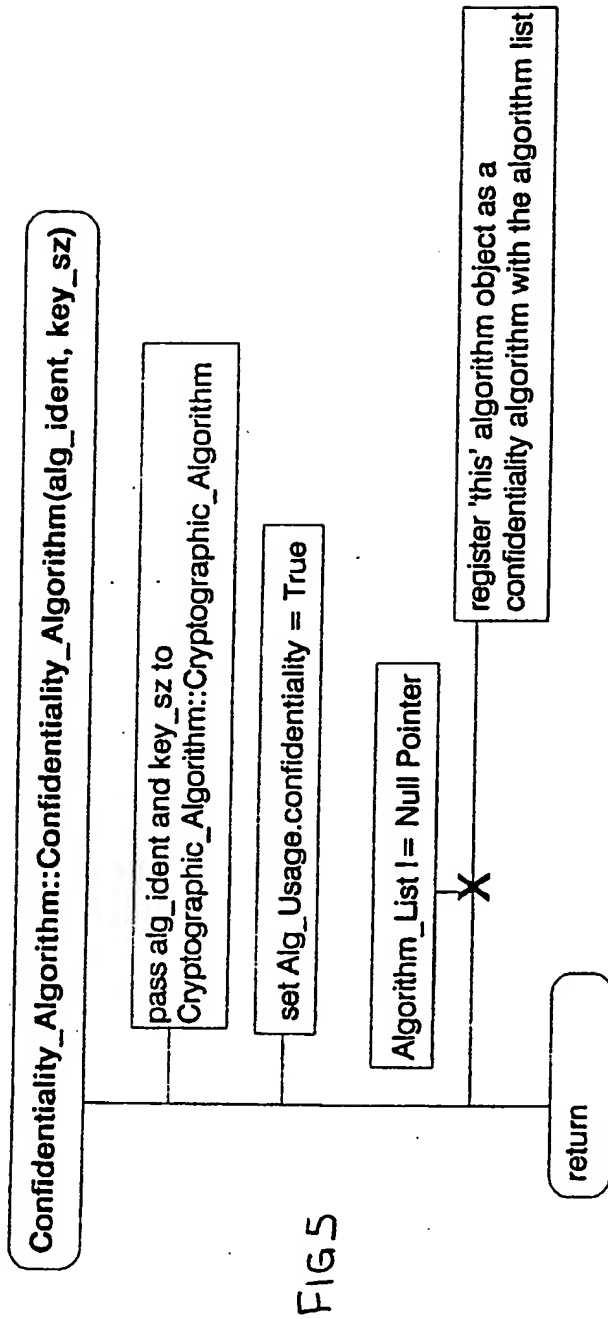 Confidentiality_Algorithm::Confidentiality_Algorithm(alg_ident, key_sz)
pass alg_ident and key_sz to
Cryptographic_Algorithm::Cryptographic_Algorithm
set Alg_Usage.confidentiality = True
Algorithm_List != Null Pointer
X
register 'this' algorithm object as a
confidentiality algorithm with the algorithm list
return
FIG 5